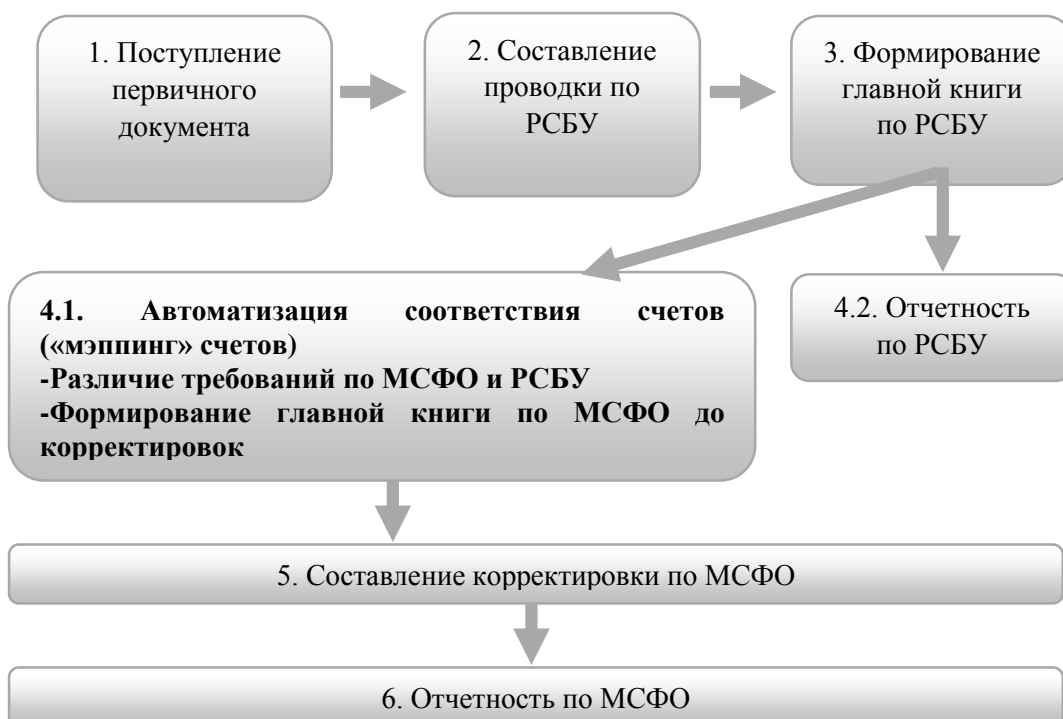 1. Поступление
первичного
документа
2. Составление
проводки по
РСБУ
3. Формирование
главной книги
по РСБУ
4.1. Автоматизация соответствия счетов
(«мэппинг» счетов)
-Различие требований по МСФО и РСБУ
-Формирование главной книги по МСФО до
корректировок
4.2. Отчетность
по РСБУ
5. Составление корректировки по МСФО
6. Отчетность по МСФО